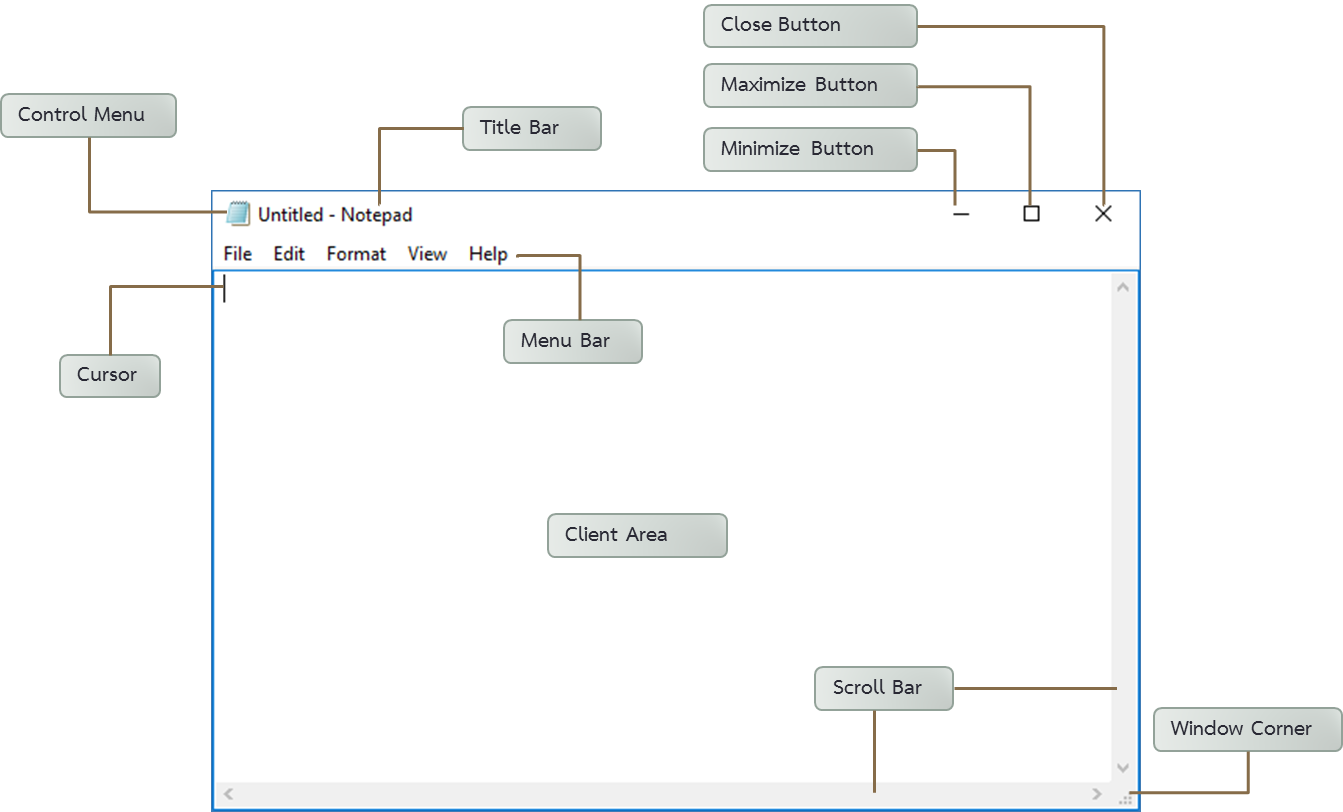 Close Button
Maximize Button
Control Menu
Title Bar
Minimize Button
Untitled - Notepad
File Edit Format View Help
Menu Bar
Cursor
Client Area
Scroll Bar
Window Corner